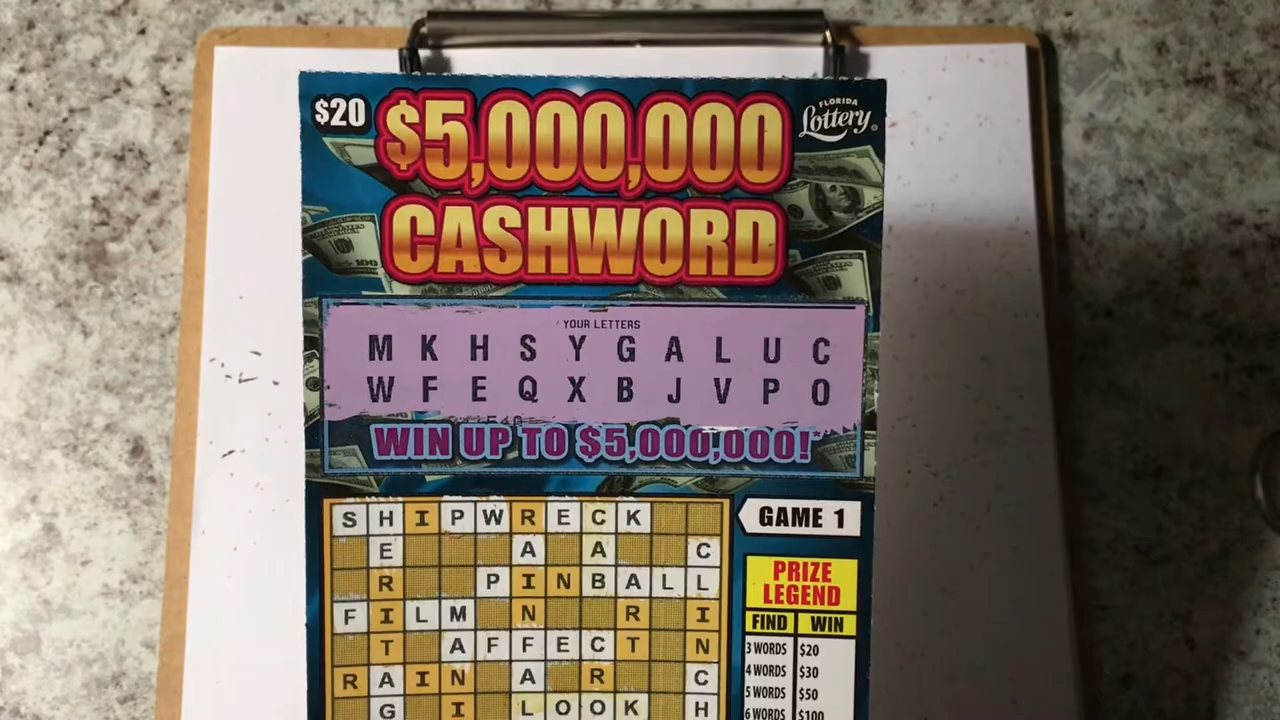 $20
$5,000,000
FLORIDA
Lottery
CASHWORD
YOUR LETTERS
M K H S Y G A L U C
W F E Q X B J V P O
WIN UP TO $5,000,000!*
SHIPWRECK
E A A C
R PINBALL L
FILM N R I
T AFFECT N
RAIN A R C
G I LOOK H
GAME 1
PRIZE
LEGEND
FIND WIN
3 WORDS $20
4 WORDS $30
5 WORDS $50
6 WORDS $100